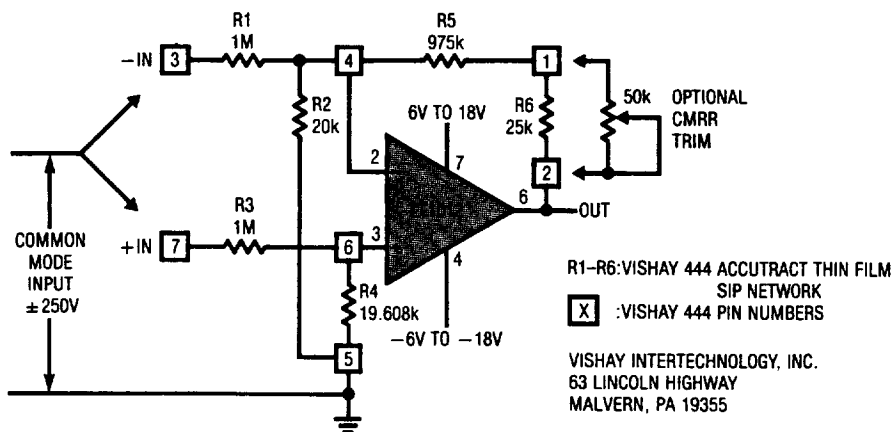 R1
1M
R5
975k
−IN
3
4
1
R2
20k
R6
25k
50k
OPTIONAL
CMRR
TRIM
6V TO 18V
2
7
2
6
OUT
COMMON
MODE
INPUT
±250V
+IN
7
R3
1M
6
3
4
R4
19.608k
−6V TO −18V
5
R1–R6:VISHAY 444 ACCUTRACT THIN FILM
SIP NETWORK
X :VISHAY 444 PIN NUMBERS
VISHAY INTERTECHNOLOGY, INC.
63 LINCOLN HIGHWAY
MALVERN, PA 19355